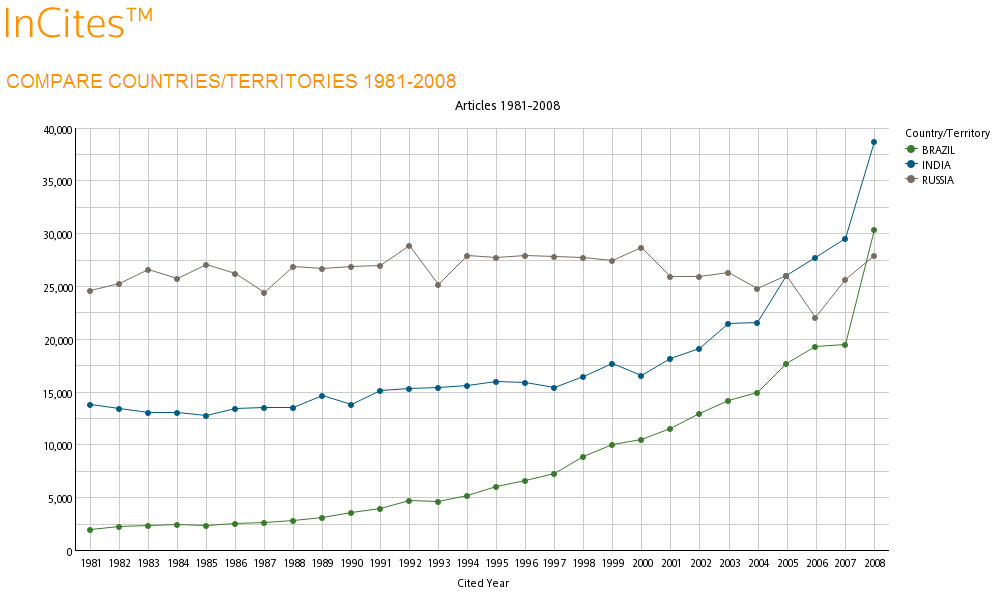 InCites™
COMPARE COUNTRIES/TERRITORIES 1981-2008
Articles 1981-2008
40,000
35,000
30,000
25,000
20,000
15,000
10,000
5,000
0
1981 1982 1983 1984 1985 1986 1987 1988 1989 1990 1991 1992 1993 1994 1995 1996 1997 1998 1999 2000 2001 2002 2003 2004 2005 2006 2007 2008
Cited Year
Country/Territory
BRAZIL
INDIA
RUSSIA